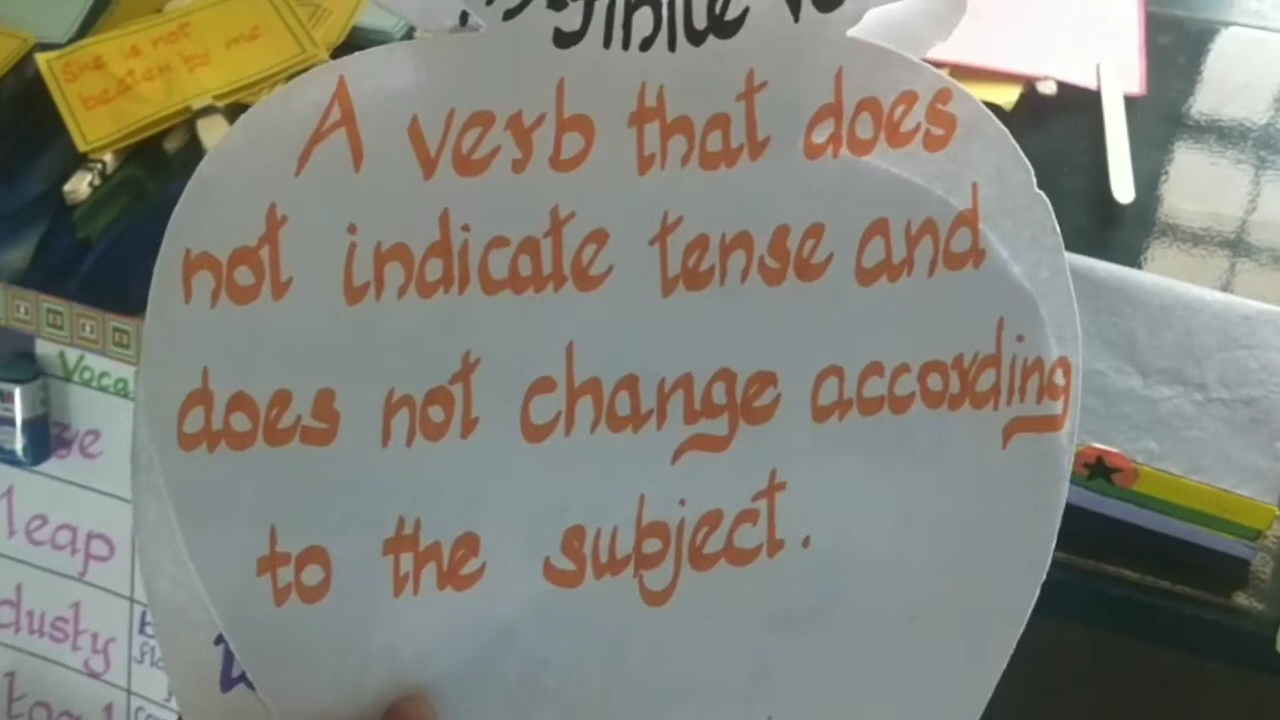 finite
A verb that does
not indicate tense and
does not change according
to the subject.
She is not
beaten by me.
Voca
leap
dusty